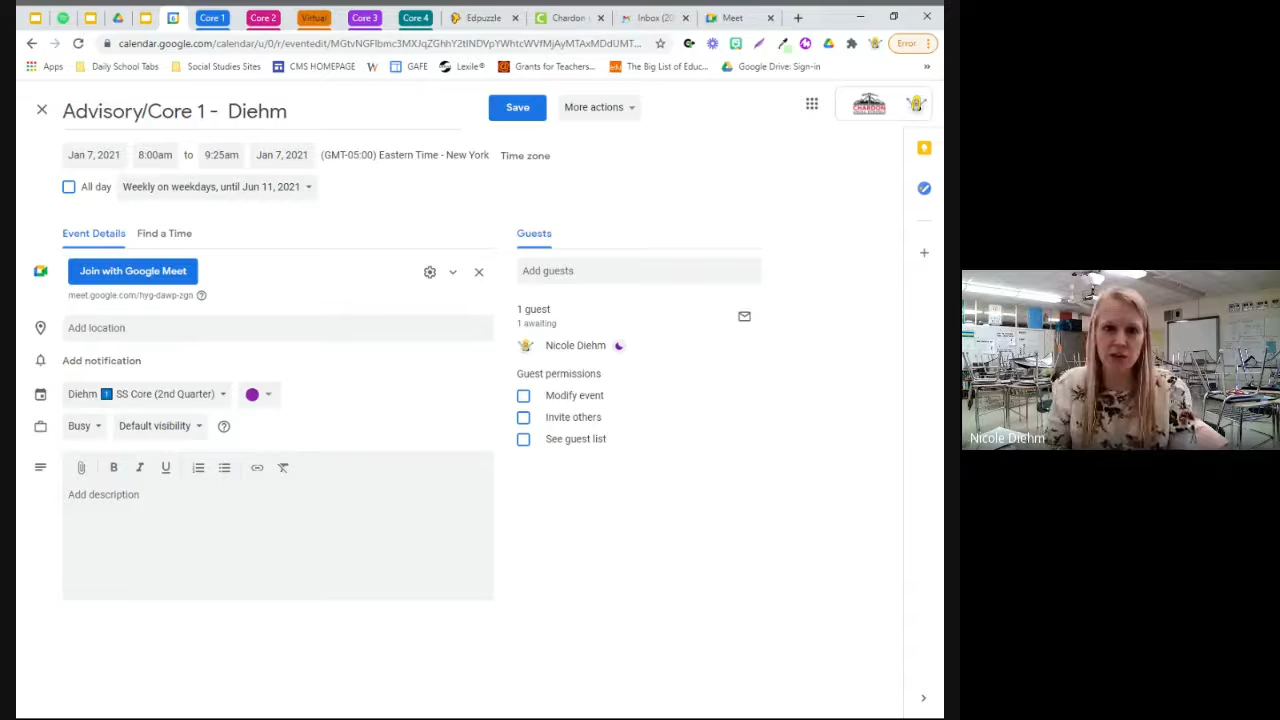 Core 1 Core 2 Virtual Core 3 Core 4 Edpuzzle Chardon Inbox (20 Meet
calendar.google.com/calendar/u/0/r/eventedit/ Error
Apps Daily School Tabs Social Studies Sites CMS HOMEPAGE W GAFE Lexile® Grants for Teachers... The Big List of Educ... Google Drive: Sign-in »
Advisory/Core 1 - Diehm Save More actions CHARDON
Jan 7, 2021 8:00am to 9:25am Jan 7, 2021 (GMT-05:00) Eastern Time - New York Time zone
All day Weekly on weekdays, until Jun 11, 2021
Event Details Find a Time Guests
Join with Google Meet Add guests
meet.google.com/hyg-dawp-zgn
1 guest
1 awaiting
Add location
Nicole Diehm
Add notification
Guest permissions
Diehm 1 SS Core (2nd Quarter) Modify event
Busy Default visibility Invite others
See guest list
B I U
Add description
Nicole Diehm